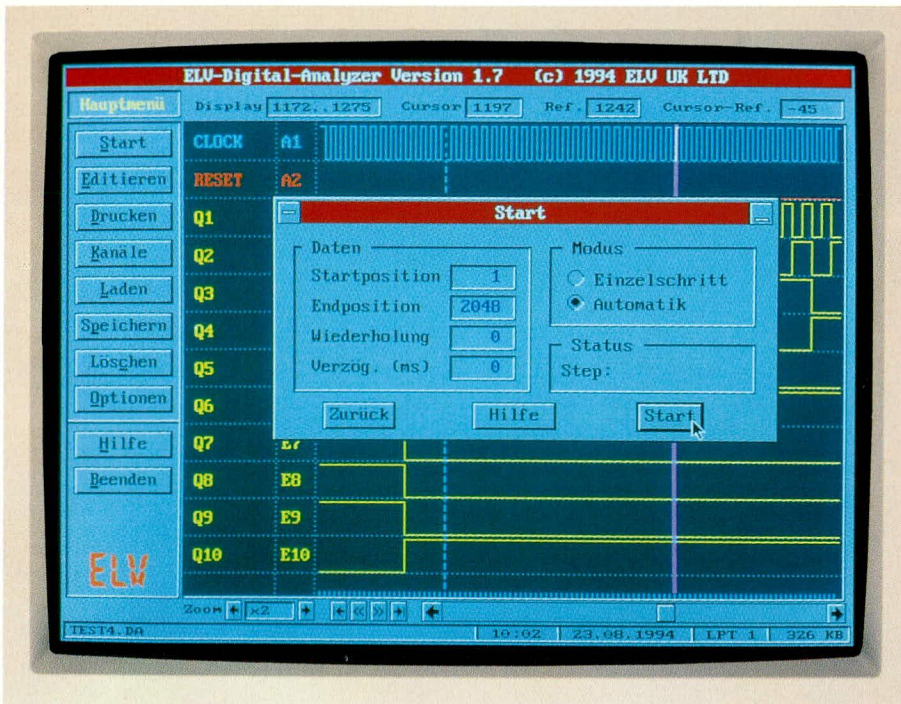 ELV-Digital-Analyzer Version 1.7 (c) 1994 ELV UK LTD
Hauptmenü
Display 1172..1275 Cursor 1197 Ref. 1242 Cursor-Ref. -45
Start
Editieren
Drucken
Kanäle
Laden
Speichern
Löschen
Optionen
Hilfe
Beenden
ELV
CLOCK A1
RESET A2
Q1
Q2
Q3
Q4
Q5
Q6
Q7 E7
Q8 E8
Q9 E9
Q10 E10
Start
Daten
Startposition 1
Endposition 2048
Wiederholung 0
Verzög. (ms) 0
Modus
Einzelschritt
Automatik
Status
Step:
Zurück Hilfe Start
Zoom x2
TEST4.DA 10:02 23.08.1994 LPT 1 326 KB